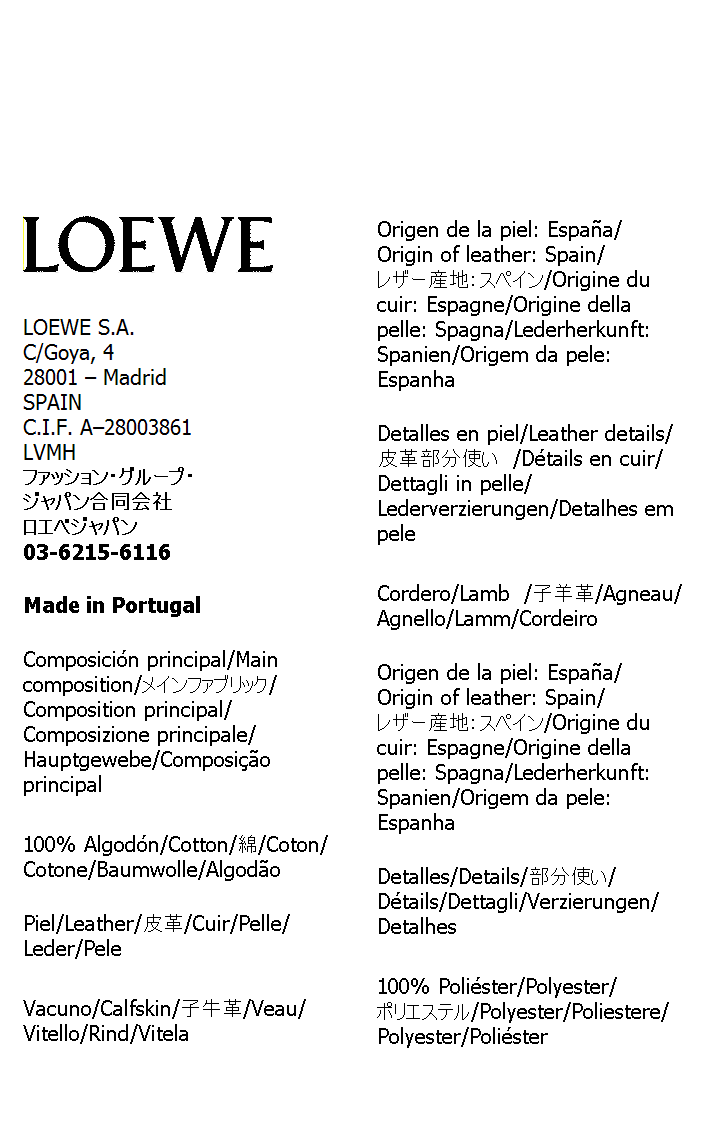 LOEWE
LOEWE S.A.
C/Goya, 4
28001 – Madrid
SPAIN
C.I.F. A–28003861
LVMH
ファッション・グループ・
ジャパン合同会社
ロエベジャパン
03-6215-6116
Made in Portugal
Composición principal/Main
composition/メインファブリック/
Composition principal/
Composizione principale/
Hauptgewebe/Composição
principal
100% Algodón/Cotton/綿/Coton/
Cotone/Baumwolle/Algodão
Piel/Leather/皮革/Cuir/Pelle/
Leder/Pele
Vacuno/Calfskin/子牛革/Veau/
Vitello/Rind/Vitela
Origen de la piel: España/
Origin of leather: Spain/
レザー産地：スペイン/Origine du
cuir: Espagne/Origine della
pelle: Spagna/Lederherkunft:
Spanien/Origem da pele:
Espanha
Detalles en piel/Leather details/
皮革部分使い /Détails en cuir/
Dettagli in pelle/
Lederverzierungen/Detalhes em
pele
Cordero/Lamb /子羊革/Agneau/
Agnello/Lamm/Cordeiro
Origen de la piel: España/
Origin of leather: Spain/
レザー産地：スペイン/Origine du
cuir: Espagne/Origine della
pelle: Spagna/Lederherkunft:
Spanien/Origem da pele:
Espanha
Detalles/Details/部分使い/
Détails/Dettagli/Verzierungen/
Detalhes
100% Poliéster/Polyester/
ポリエステル/Polyester/Poliestere/
Polyester/Poliéster